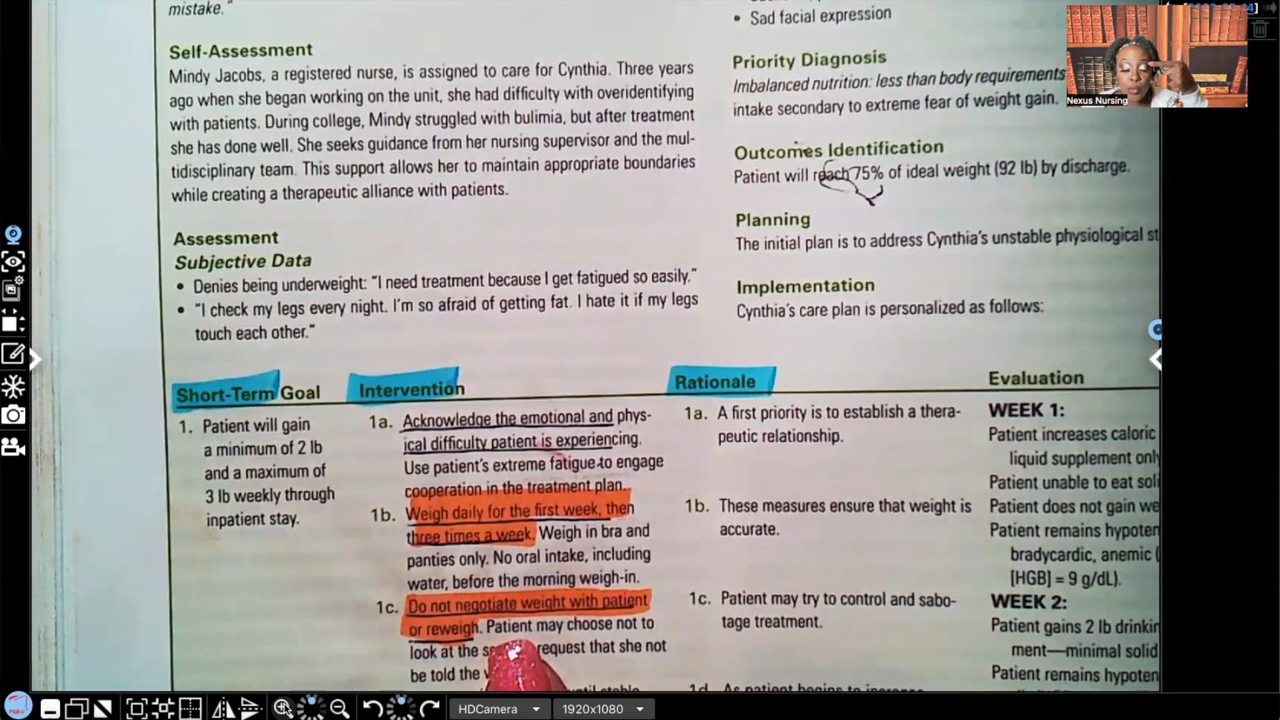 mistake."
Self-Assessment
Mindy Jacobs, a registered nurse, is assigned to care for Cynthia. Three years
ago when she began working on the unit, she had difficulty with overidentifying
with patients. During college, Mindy struggled with bulimia, but after treatment
she has done well. She seeks guidance from her nursing supervisor and the mul-
tidisciplinary team. This support allows her to maintain appropriate boundaries
while creating a therapeutic alliance with patients.
Assessment
Subjective Data
• Denies being underweight: "I need treatment because I get fatigued so easily."
• "I check my legs every night. I'm so afraid of getting fat. I hate it if my legs
touch each other."
• Sad facial expression
Priority Diagnosis
Imbalanced nutrition: less than body requirements
intake secondary to extreme fear of weight gain.
Outcomes Identification
Patient will reach 75% of ideal weight (92 lb) by discharge.
Planning
The initial plan is to address Cynthia's unstable physiological st
Implementation
Cynthia's care plan is personalized as follows:
Short-Term Goal
1. Patient will gain
a minimum of 2 lb
and a maximum of
3 lb weekly through
inpatient stay.
Intervention
1a. Acknowledge the emotional and phys-
ical difficulty patient is experiencing.
Use patient's extreme fatigue to engage
cooperation in the treatment plan.
1b. Weigh daily for the first week, then
three times a week. Weigh in bra and
panties only. No oral intake, including
water, before the morning weigh-in.
1c. Do not negotiate weight with patient
or reweigh. Patient may choose not to
look at the request that she not
be told the
until stable
Rationale
1a. A first priority is to establish a thera-
peutic relationship.
1b. These measures ensure that weight is
accurate.
1c. Patient may try to control and sabo-
tage treatment.
1d. As patient begins to increase
Evaluation
WEEK 1:
Patient increases caloric
liquid supplement only
Patient unable to eat soli
Patient does not gain we
Patient remains hypoten
bradycardic, anemic (
[HGB] = 9 g/dL).
WEEK 2:
Patient gains 2 lb drinkin
ment—minimal solid
Patient remains hypoten
Nexus Nursing
HDCamera
1920x1080